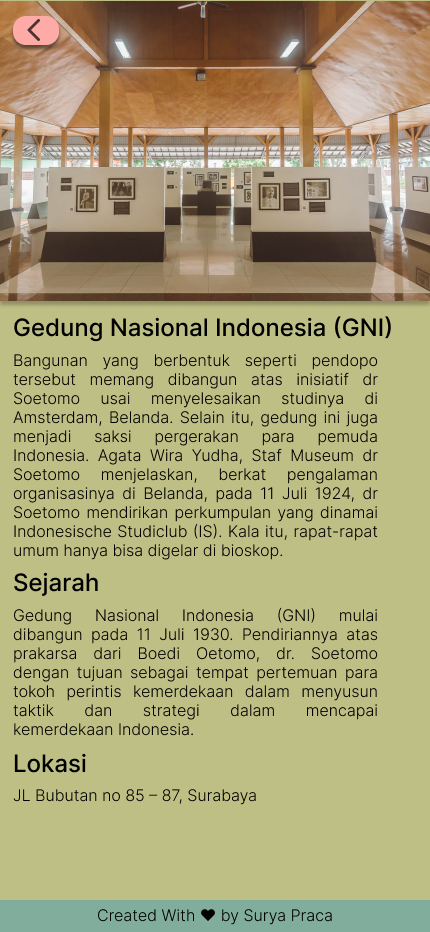 Gedung Nasional Indonesia (GNI)
Bangunan yang berbentuk seperti pendopo
tersebut memang dibangun atas inisiatif dr
Soetomo usai menyelesaikan studinya di
Amsterdam, Belanda. Selain itu, gedung ini juga
menjadi saksi pergerakan para pemuda
Indonesia. Agata Wira Yudha, Staf Museum dr
Soetomo menjelaskan, berkat pengalaman
organisasinya di Belanda, pada 11 Juli 1924, dr
Soetomo mendirikan perkumpulan yang dinamai
Indonesische Studiclub (IS). Kala itu, rapat-rapat
umum hanya bisa digelar di bioskop.
Sejarah
Gedung Nasional Indonesia (GNI) mulai
dibangun pada 11 Juli 1930. Pendiriannya atas
prakarsa dari Boedi Oetomo, dr. Soetomo
dengan tujuan sebagai tempat pertemuan para
tokoh perintis kemerdekaan dalam menyusun
taktik dan strategi dalam mencapai
kemerdekaan Indonesia.
Lokasi
JL Bubutan no 85 – 87, Surabaya
Created With ♥ by Surya Praca